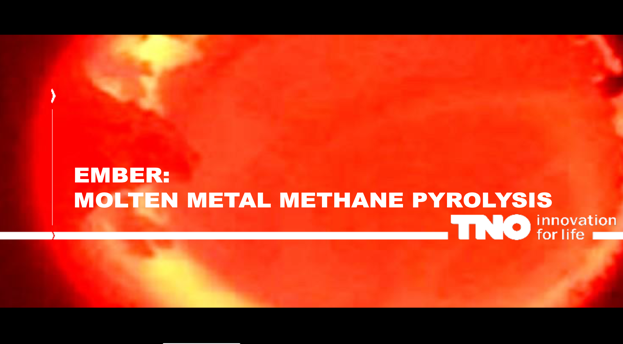 EMBER:
MOLTEN METAL METHANE PYROLYSIS
TNO innovation
for life